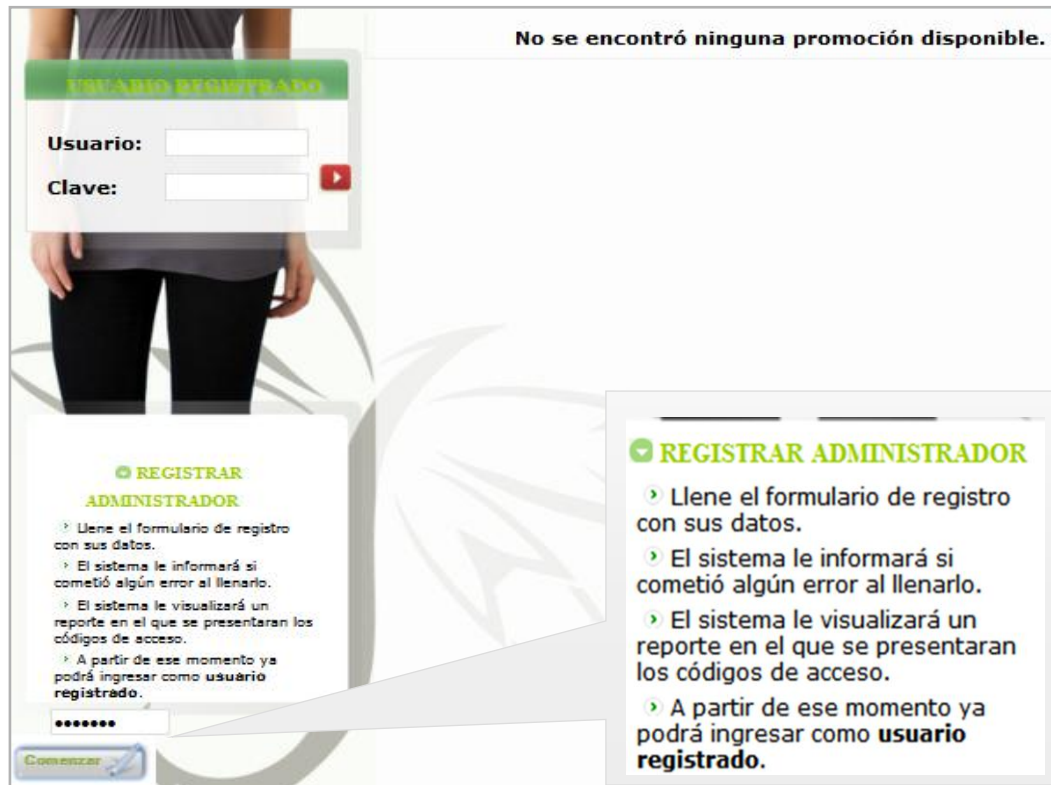 No se encontró ninguna promoción disponible.
USUARIO REGISTRADO
Usuario:
Clave:
REGISTRAR
ADMINISTRADOR
Llene el formulario de registro
con sus datos.
El sistema le informará si
cometió algún error al llenarlo.
El sistema le visualizará un
reporte en el que se presentaran los
códigos de acceso.
A partir de ese momento ya
podrá ingresar como usuario
registrado.
•••••••
Comenzar
REGISTRAR ADMINISTRADOR
Llene el formulario de registro
con sus datos.
El sistema le informará si
cometió algún error al llenarlo.
El sistema le visualizará un
reporte en el que se presentaran
los códigos de acceso.
A partir de ese momento ya
podrá ingresar como usuario
registrado.